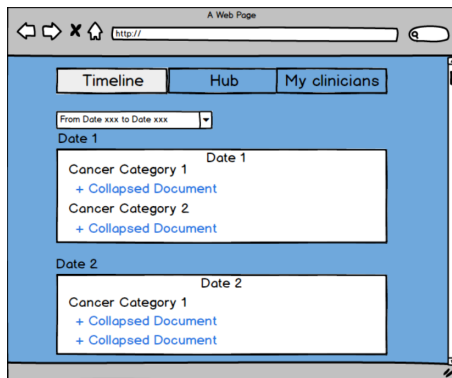 A Web Page
http://
Timeline Hub My clinicians
From Date xxx to Date xxx
Date 1
Date 1
Cancer Category 1
+ Collapsed Document
Cancer Category 2
+ Collapsed Document
Date 2
Date 2
Cancer Category 1
+ Collapsed Document
+ Collapsed Document